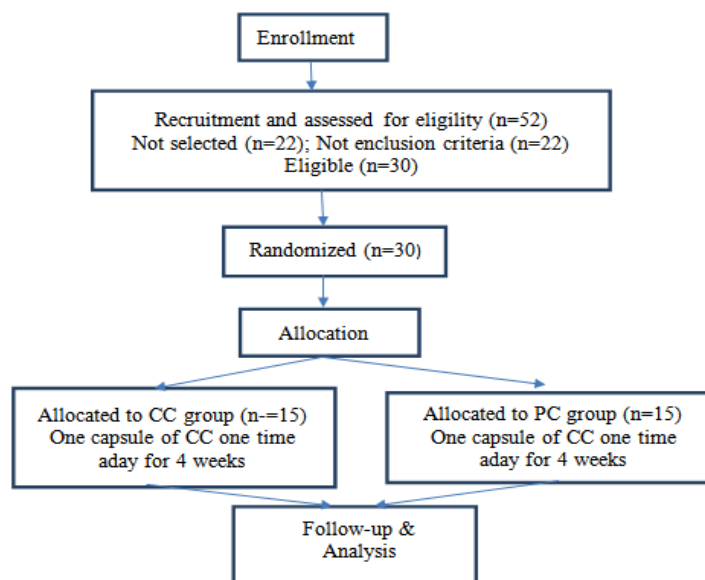 Enrollment
Recruitment and assessed for eligility (n=52)
Not selected (n=22); Not enclusion criteria (n=22)
Eligible (n=30)
Randomized (n=30)
Allocation
Allocated to CC group (n-=15)
One capsule of CC one time
aday for 4 weeks
Allocated to PC group (n=15)
One capsule of CC one time
aday for 4 weeks
Follow-up &
Analysis